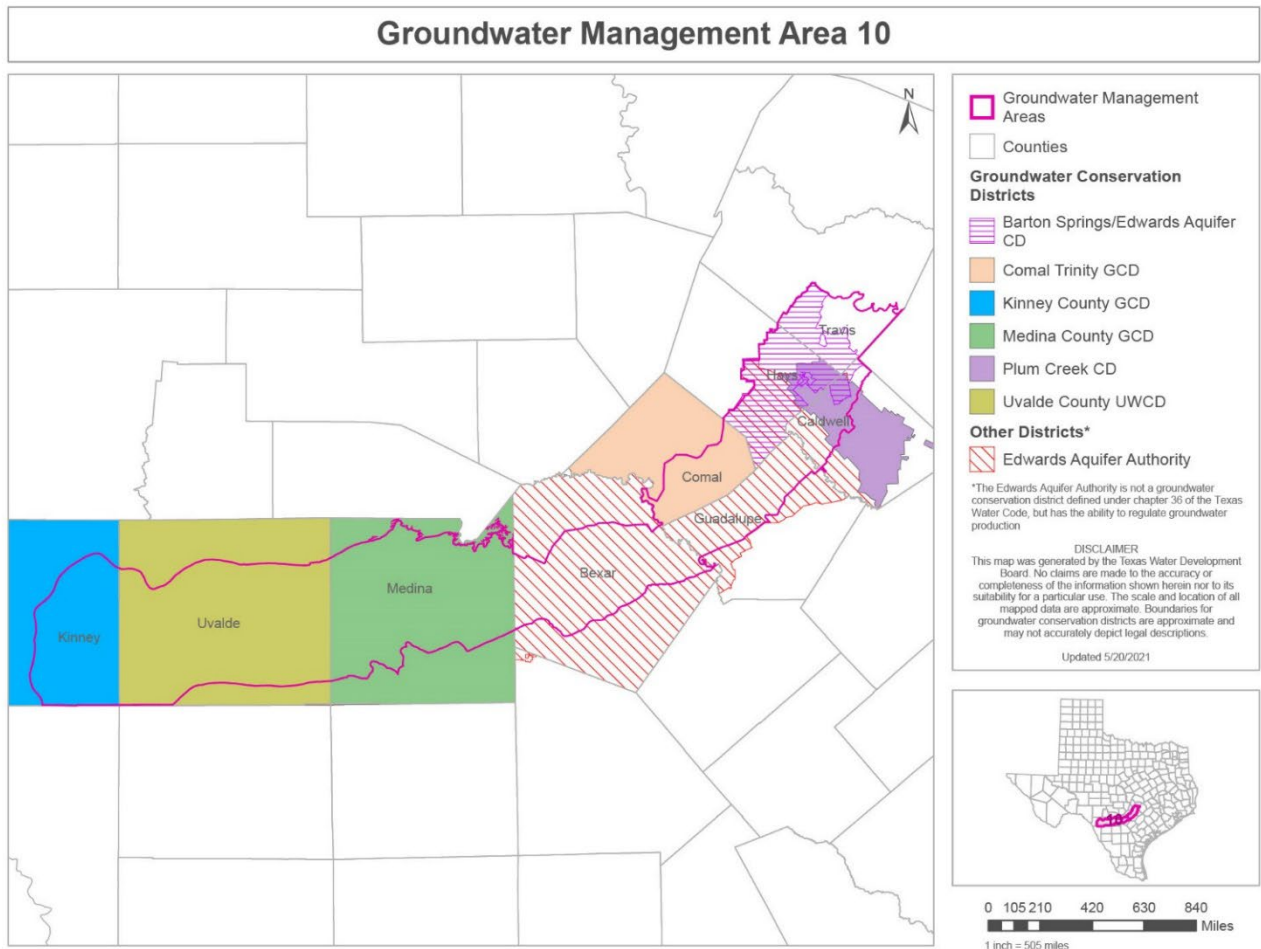 Groundwater Management Area 10
N
Travis
Hays
Caldwell
Comal
Guadalupe
Bexar
Medina
Uvalde
Kinney
Groundwater Management
Areas
Counties
Groundwater Conservation
Districts
Barton Springs/Edwards Aquifer
CD
Comal Trinity GCD
Kinney County GCD
Medina County GCD
Plum Creek CD
Uvalde County UWCD
Other Districts*
Edwards Aquifer Authority
*The Edwards Aquifer Authority is not a groundwater
conservation district defined under chapter 36 of the Texas
Water Code, but has the ability to regulate groundwater
production
DISCLAIMER
This map was generated by the Texas Water Development
Board. No claims are made to the accuracy or
completeness of the information shown herein nor to its
suitability for a particular use. The scale and location of all
mapped data are approximate. Boundaries for
groundwater conservation districts are approximate and
may not accurately depict legal descriptions.
Updated 5/20/2021
10
0 105 210 420 630 840
Miles
1 inch = 505 miles